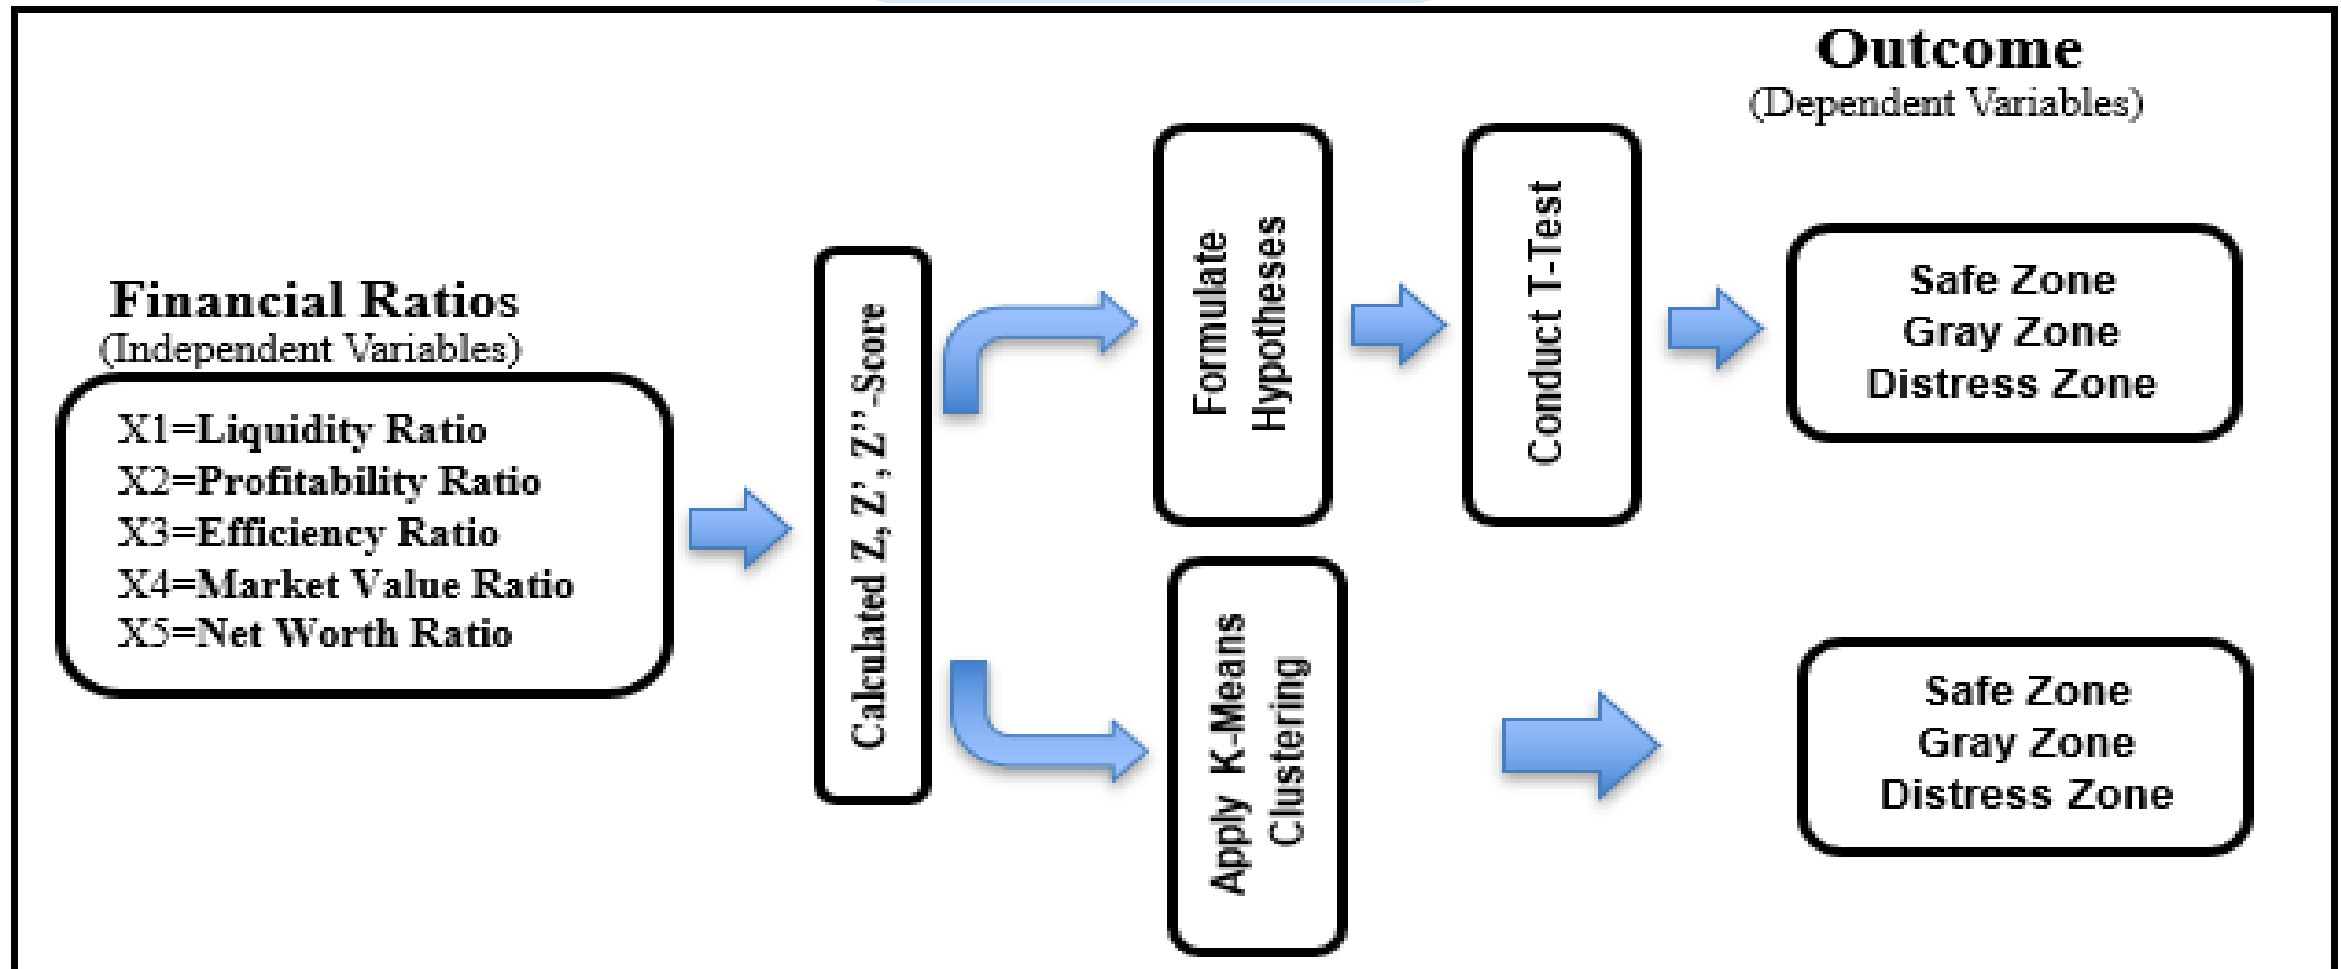 Financial Ratios
(Independent Variables)
X1=Liquidity Ratio
X2=Profitability Ratio
X3=Efficiency Ratio
X4=Market Value Ratio
X5=Net Worth Ratio
Calculated Z, Z', Z''-Score
Formulate
Hypotheses
Conduct T-Test
Outcome
(Dependent Variables)
Safe Zone
Gray Zone
Distress Zone
Apply K-Means
Clustering
Safe Zone
Gray Zone
Distress Zone